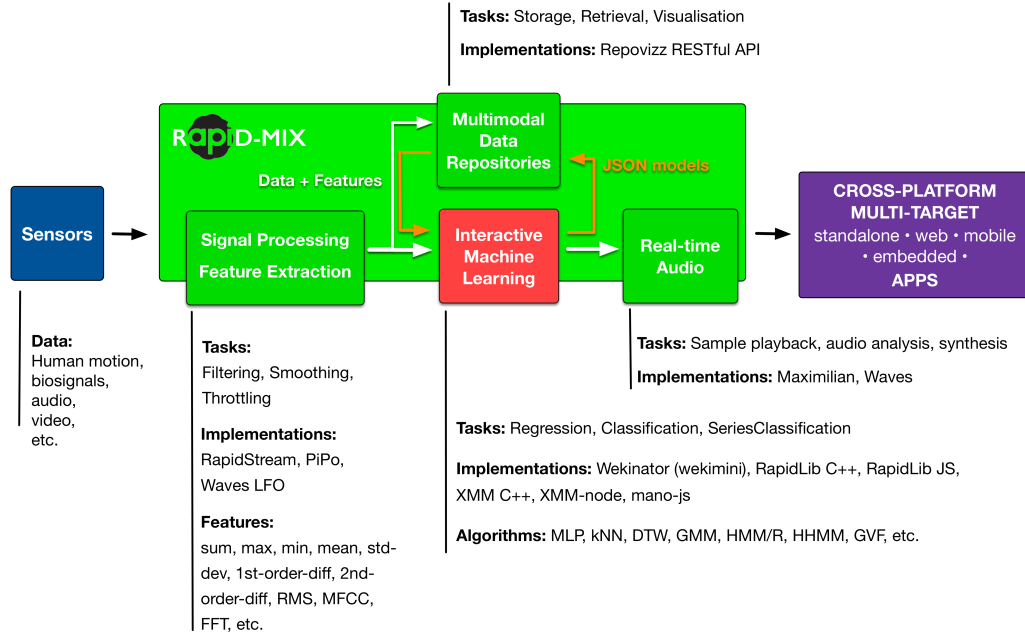 Tasks: Storage, Retrieval, Visualisation
Implementations: Repovizz RESTful API
RapiD-MIX
Multimodal
Data
Repositories
Data + Features
JSON models
Sensors
Signal Processing
Feature Extraction
Interactive
Machine
Learning
Real-time
Audio
CROSS-PLATFORM
MULTI-TARGET
standalone • web • mobile
• embedded •
APPS
Data:
Human motion,
biosignals,
audio,
video,
etc.
Tasks:
Filtering, Smoothing,
Throttling
Implementations:
RapidStream, PiPo,
Waves LFO
Features:
sum, max, min, mean, std-
dev, 1st-order-diff, 2nd-
order-diff, RMS, MFCC,
FFT, etc.
Tasks: Sample playback, audio analysis, synthesis
Implementations: Maximilian, Waves
Tasks: Regression, Classification, SeriesClassification
Implementations: Wekinator (wekimini), RapidLib C++, RapidLib JS,
XMM C++, XMM-node, mano-js
Algorithms: MLP, kNN, DTW, GMM, HMM/R, HHMM, GVF, etc.